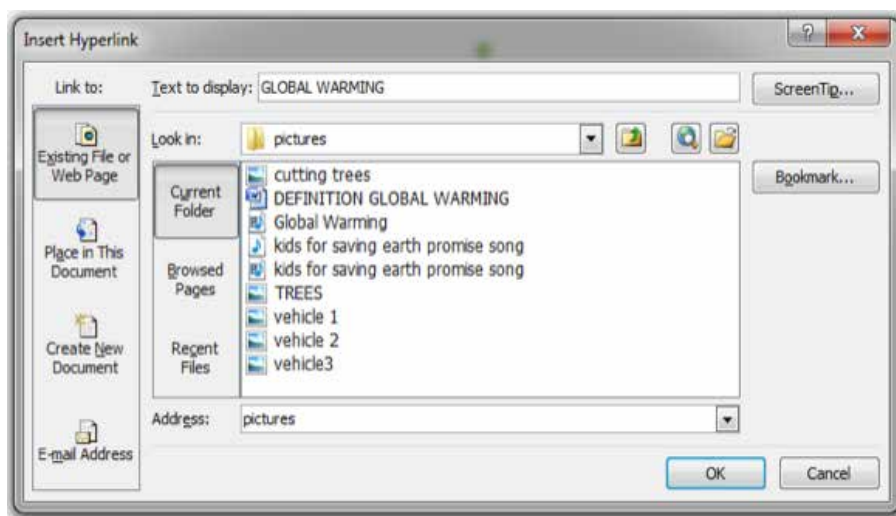 Insert Hyperlink
Link to:
Text to display: GLOBAL WARMING
ScreenTip...
Existing File or
Web Page
Look in: pictures
Current
Folder
cutting trees
DEFINITION GLOBAL WARMING
Global Warming
kids for saving earth promise song
kids for saving earth promise song
TREES
vehicle 1
vehicle 2
vehicle3
Bookmark...
Place in This
Document
Browsed
Pages
Create New
Document
Recent
Files
E-mail Address
Address: pictures
OK
Cancel